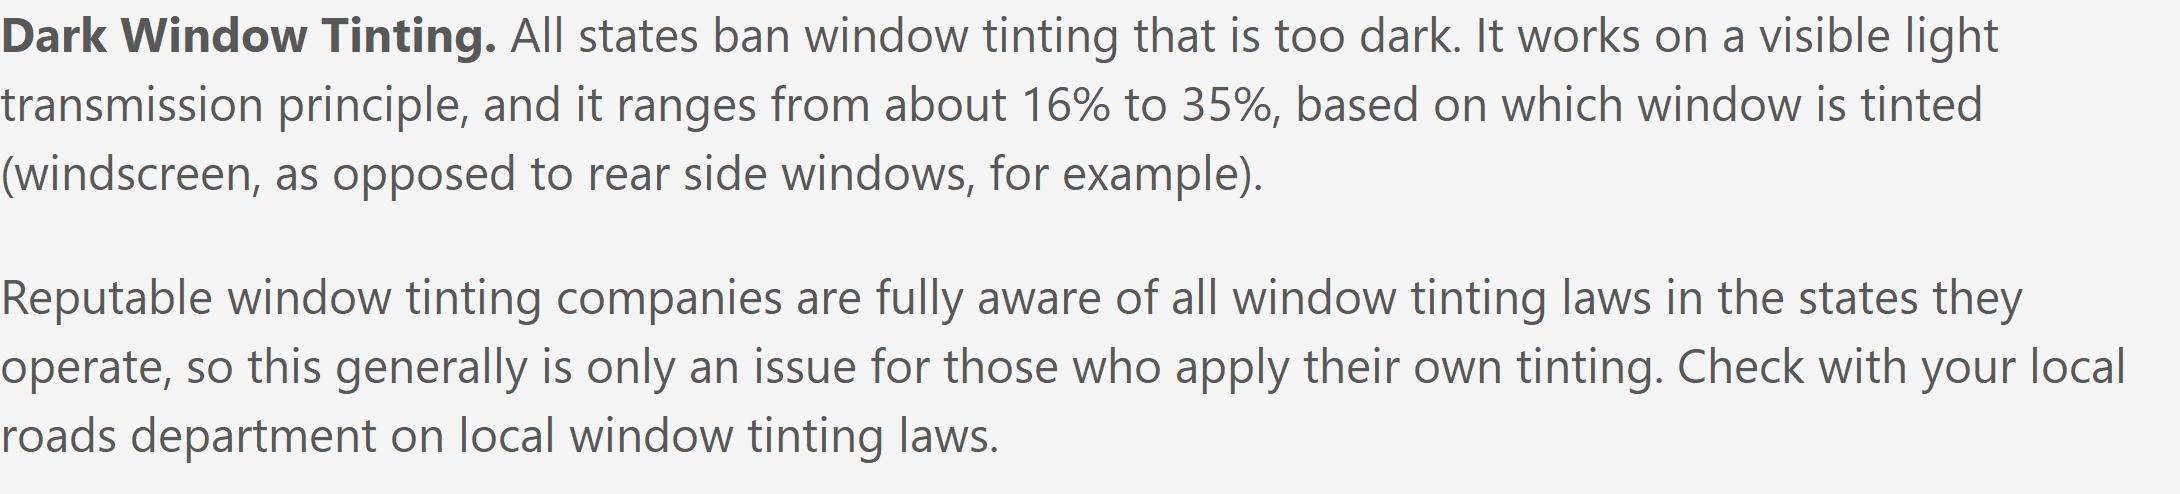 Dark Window Tinting. All states ban window tinting that is too dark. It works on a visible light
transmission principle, and it ranges from about 16% to 35%, based on which window is tinted
(windscreen, as opposed to rear side windows, for example).
Reputable window tinting companies are fully aware of all window tinting laws in the states they
operate, so this generally is only an issue for those who apply their own tinting. Check with your local
roads department on local window tinting laws.